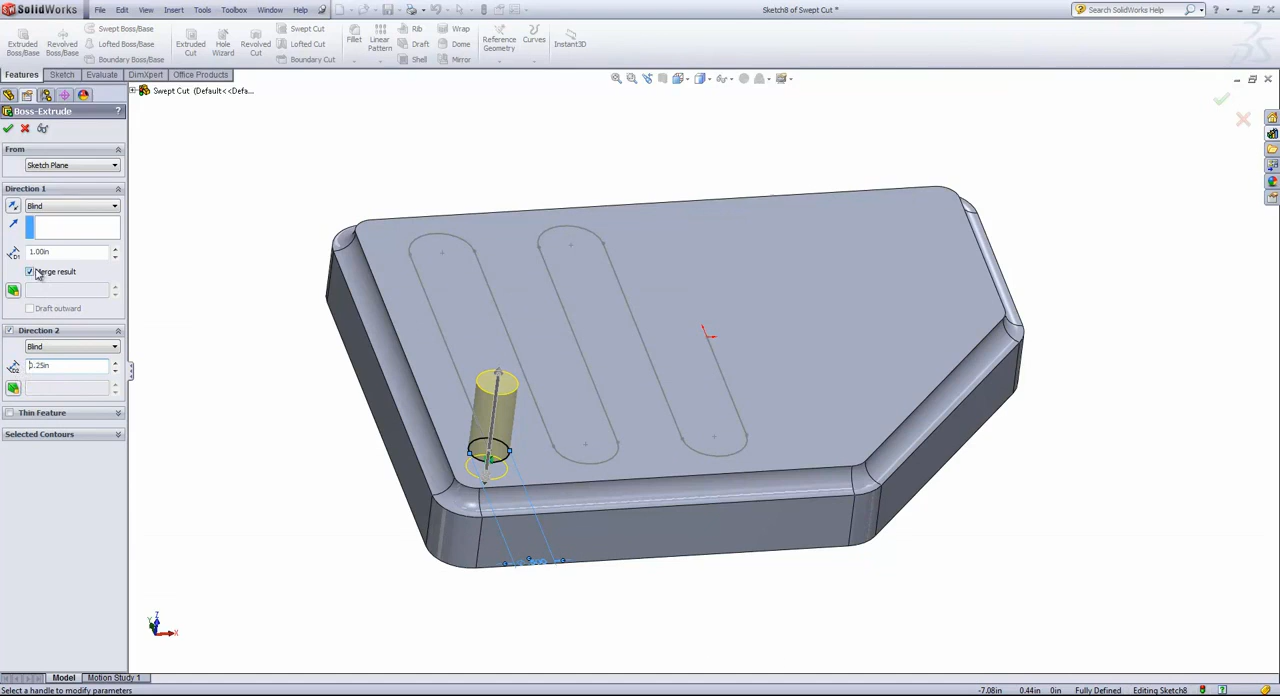 SolidWorks File Edit View Insert Tools Toolbox Window Help Sketch8 of Swept Cut * Search SolidWorks Help
Extruded Boss/Base
Revolved Boss/Base
Swept Boss/Base
Lofted Boss/Base
Boundary Boss/Base
Extruded Cut
Hole Wizard
Revolved Cut
Swept Cut
Lofted Cut
Boundary Cut
Fillet
Linear Pattern
Rib
Draft
Shell
Wrap
Dome
Mirror
Reference Geometry
Curves
Instant3D
Features Sketch Evaluate DimXpert Office Products
Swept Cut (Default<<Defa...
Boss-Extrude ?
From
Sketch Plane
Direction 1
Blind
1.00in
Merge result
Draft outward
Direction 2
Blind
0.25in
Thin Feature
Selected Contours
Z
Y
X
Model Motion Study 1
Select a handle to modify parameters -7.08in 0.44in 0in Fully Defined Editing Sketch8